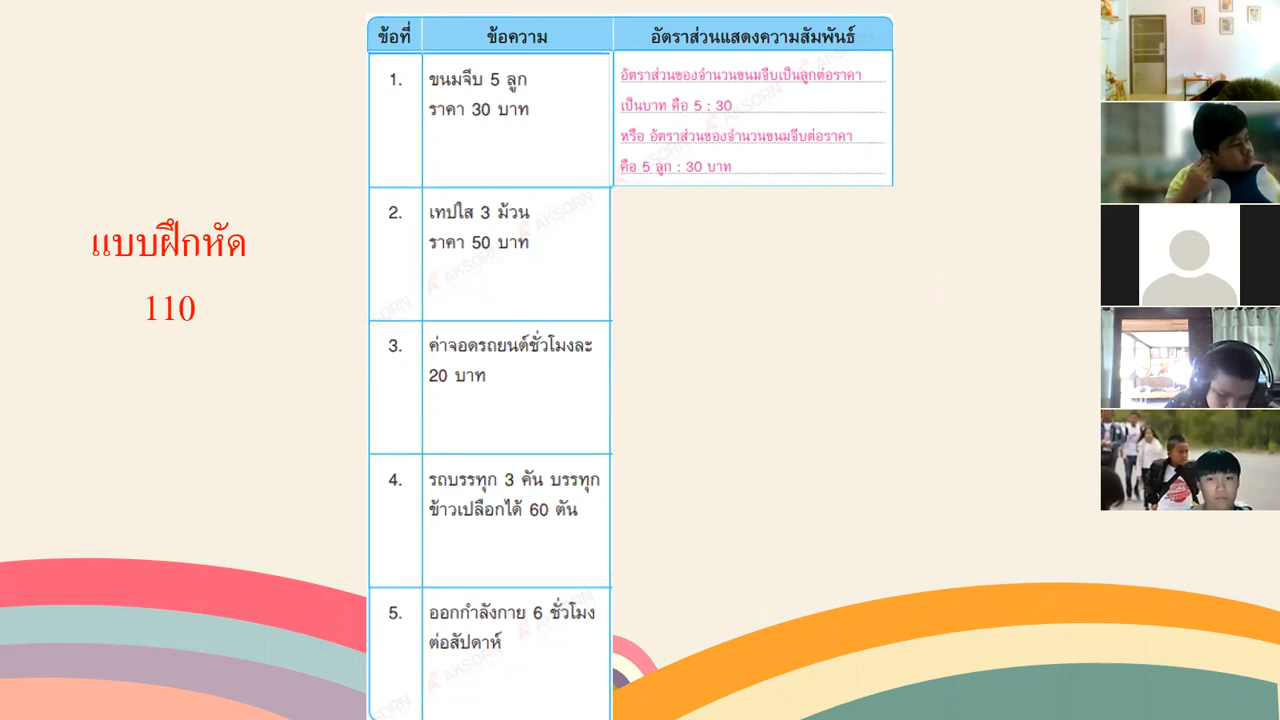 แบบฝึกหัด
110
ข้อที่ ข้อความ อัตราส่วนแสดงความสัมพันธ์
1. ขนมจีบ 5 ลูก
ราคา 30 บาท
อัตราส่วนของจำนวนขนมจีบเป็นลูกต่อราคา
เป็นบาท คือ 5 : 30
หรือ อัตราส่วนของจำนวนขนมจีบต่อราคา
คือ 5 ลูก : 30 บาท
2. เทปใส 3 ม้วน
ราคา 50 บาท
3. ค่าจอดรถยนต์ชั่วโมงละ
20 บาท
4. รถบรรทุก 3 คัน บรรทุก
ข้าวเปลือกได้ 60 ตัน
5. ออกกำลังกาย 6 ชั่วโมง
ต่อสัปดาห์
AKSORN